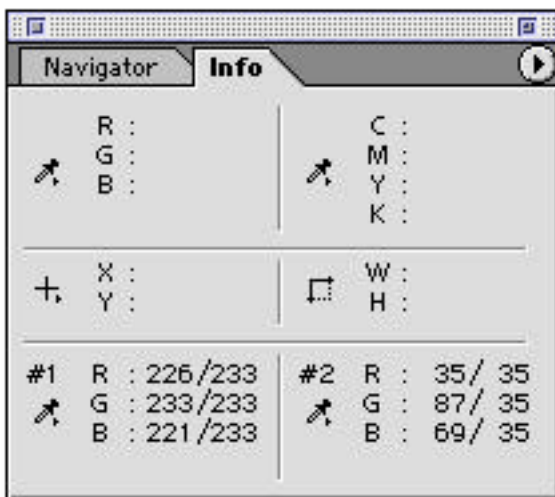 Navigator Info
R :
G :
B :
C :
M :
Y :
K :
X :
Y :
W :
H :
#1 R : 226/233
G : 233/233
B : 221/233
#2 R : 35/ 35
G : 87/ 35
B : 69/ 35